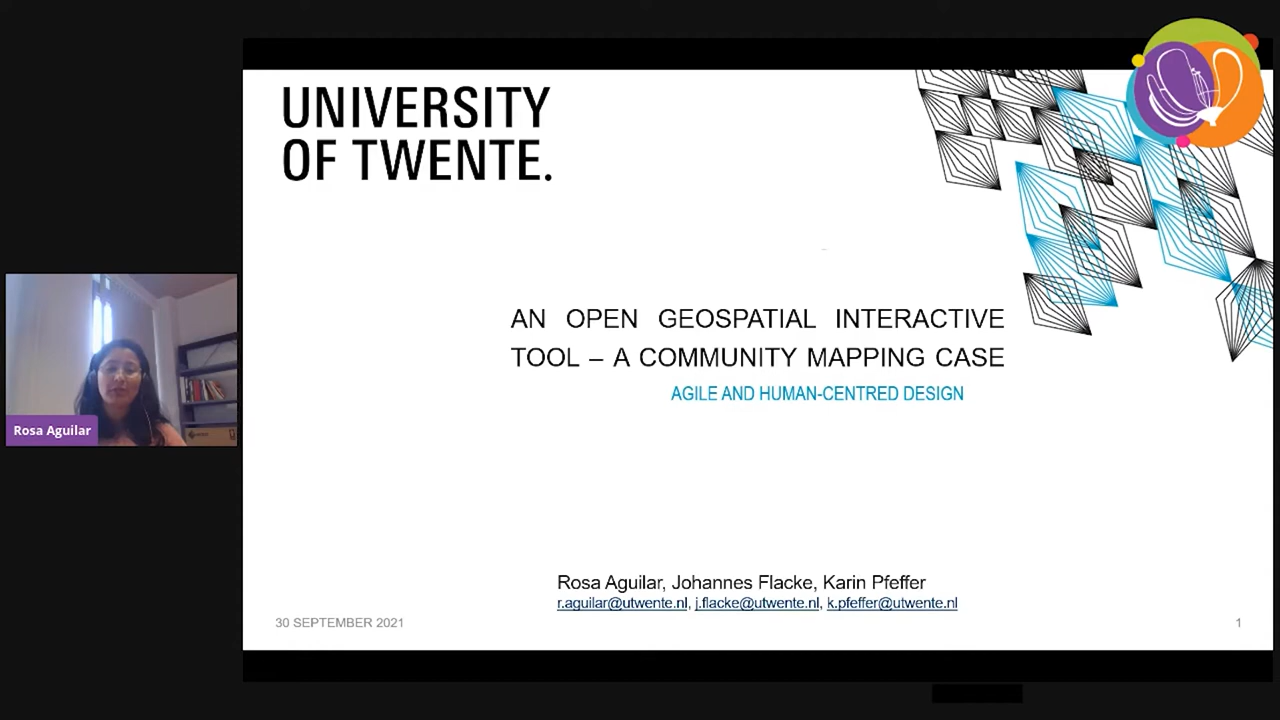 UNIVERSITY
OF TWENTE.
AN OPEN GEOSPATIAL INTERACTIVE
TOOL – A COMMUNITY MAPPING CASE
AGILE AND HUMAN-CENTRED DESIGN
Rosa Aguilar
Rosa Aguilar, Johannes Flacke, Karin Pfeffer
r.aguilar@utwente.nl, j.flacke@utwente.nl, k.pfeffer@utwente.nl
30 SEPTEMBER 2021
1